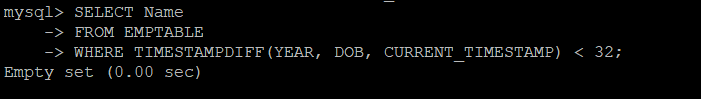 mysql> SELECT Name
    -> FROM EMPTABLE
    -> WHERE TIMESTAMPDIFF(YEAR, DOB, CURRENT_TIMESTAMP) < 32;
Empty set (0.00 sec)